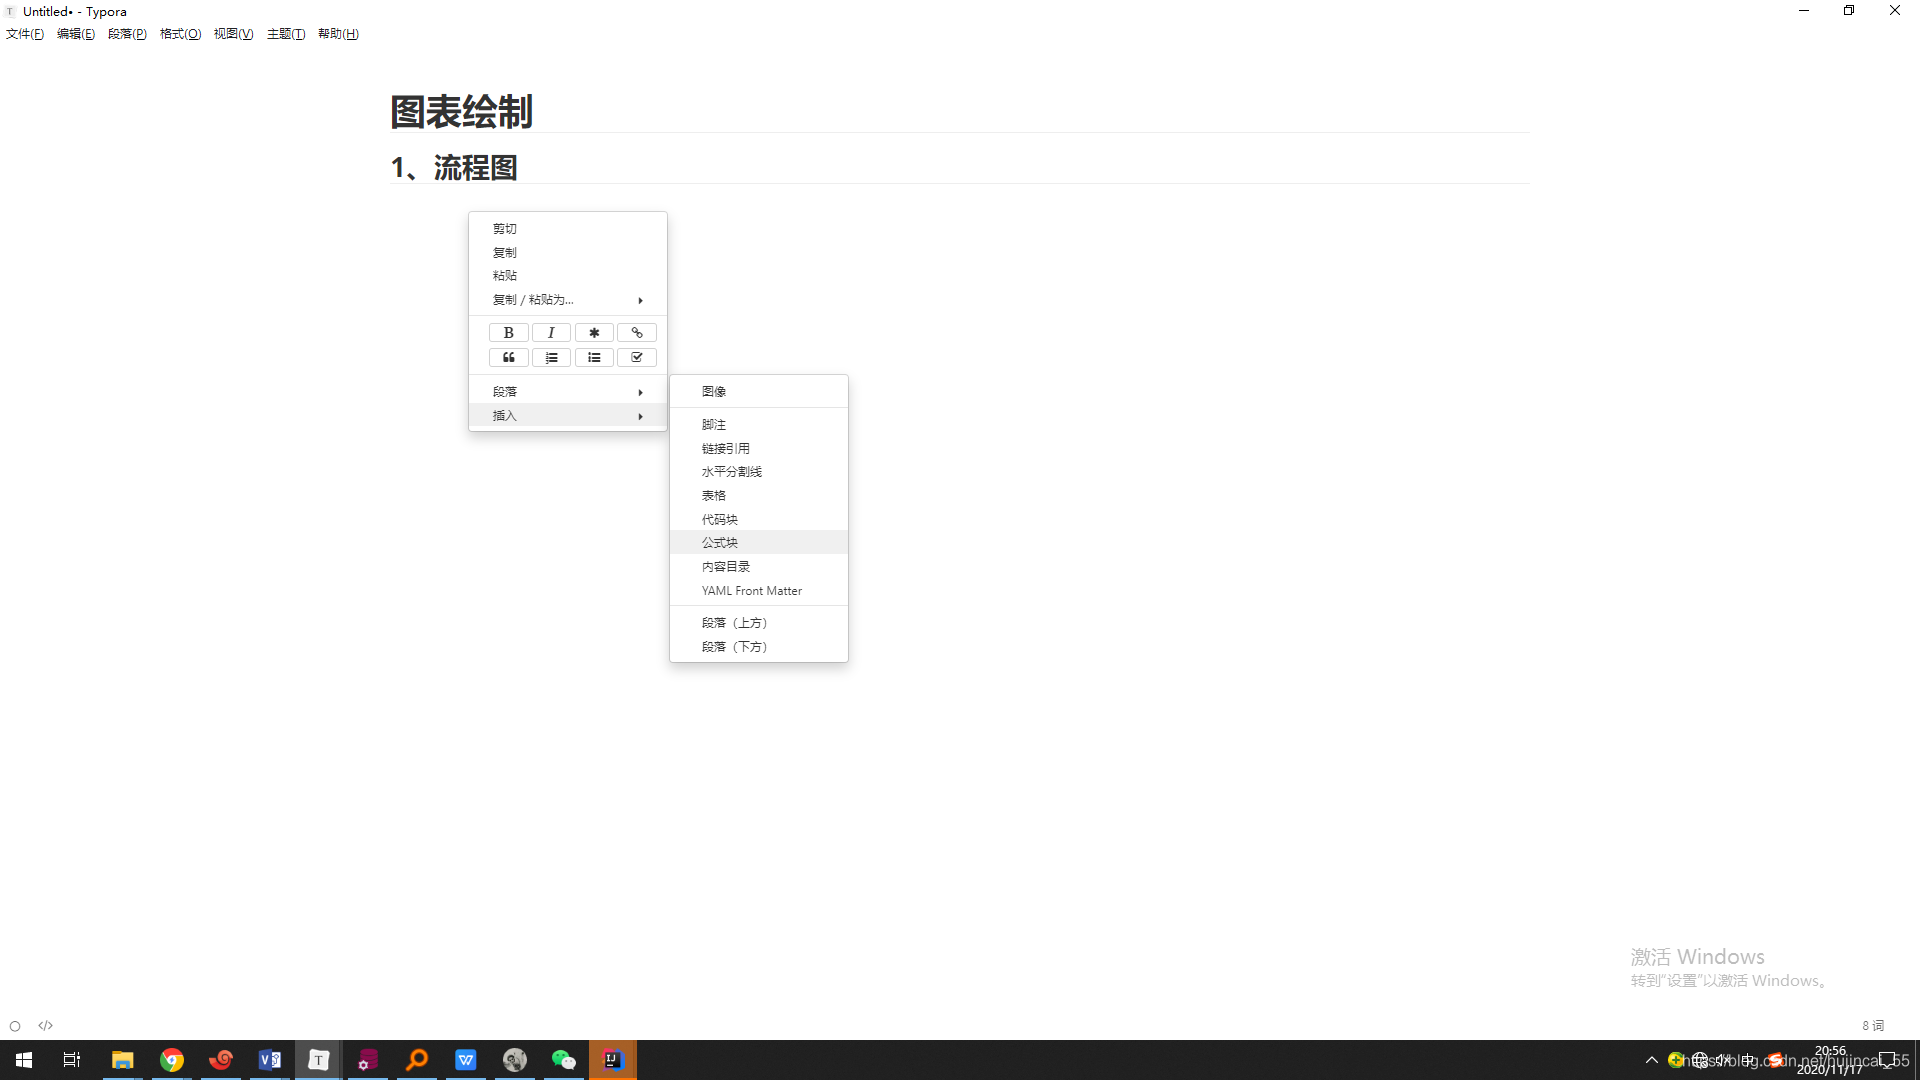 Untitled• - Typora
文件(F) 编辑(E) 段落(P) 格式(O) 视图(V) 主题(T) 帮助(H)
图表绘制
1、流程图
剪切
复制
粘贴
复制 / 粘贴为...
B I
段落
插入
图像
脚注
链接引用
水平分割线
表格
代码块
公式块
内容目录
YAML Front Matter
段落（上方）
段落（下方）
激活 Windows
转到“设置”以激活 Windows。
</> 8 词
中 20:56
2020/11/17
https://blog.csdn.net/hujincai_55